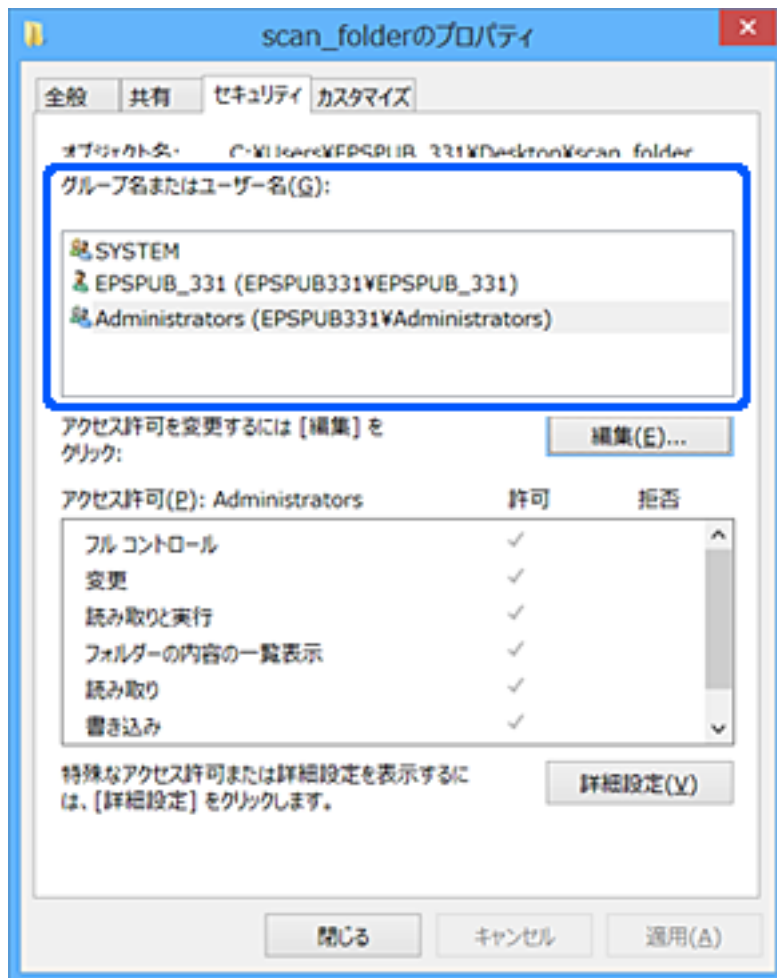 scan_folderのプロパティ
全般 共有 セキュリティ カスタマイズ
オブジェクト名: C:¥Users¥EPSPUB_331¥Desktop¥scan_folder
グループ名またはユーザー名(G):
SYSTEM
EPSPUB_331 (EPSPUB331¥EPSPUB_331)
Administrators (EPSPUB331¥Administrators)
アクセス許可を変更するには [編集] を
クリック:
編集(E)...
アクセス許可(P): Administrators 許可 拒否
フル コントロール
変更
読み取りと実行
フォルダーの内容の一覧表示
読み取り
書き込み
特殊なアクセス許可または詳細設定を表示するに
は、[詳細設定] をクリックします。
詳細設定(V)
閉じる キャンセル 適用(A)